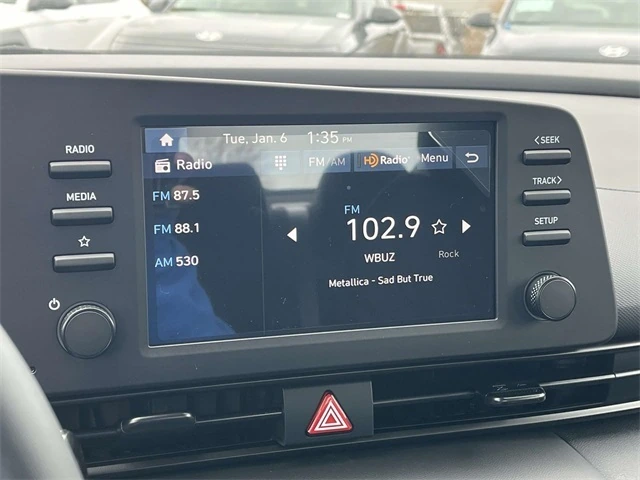 Tue, Jan. 6 1:35 PM
RADIO
MEDIA
Radio FM/AM HD Radio Menu
FM 87.5
FM 88.1
AM 530
FM
102.9
WBUZ Rock
Metallica - Sad But True
< SEEK
TRACK >
SETUP